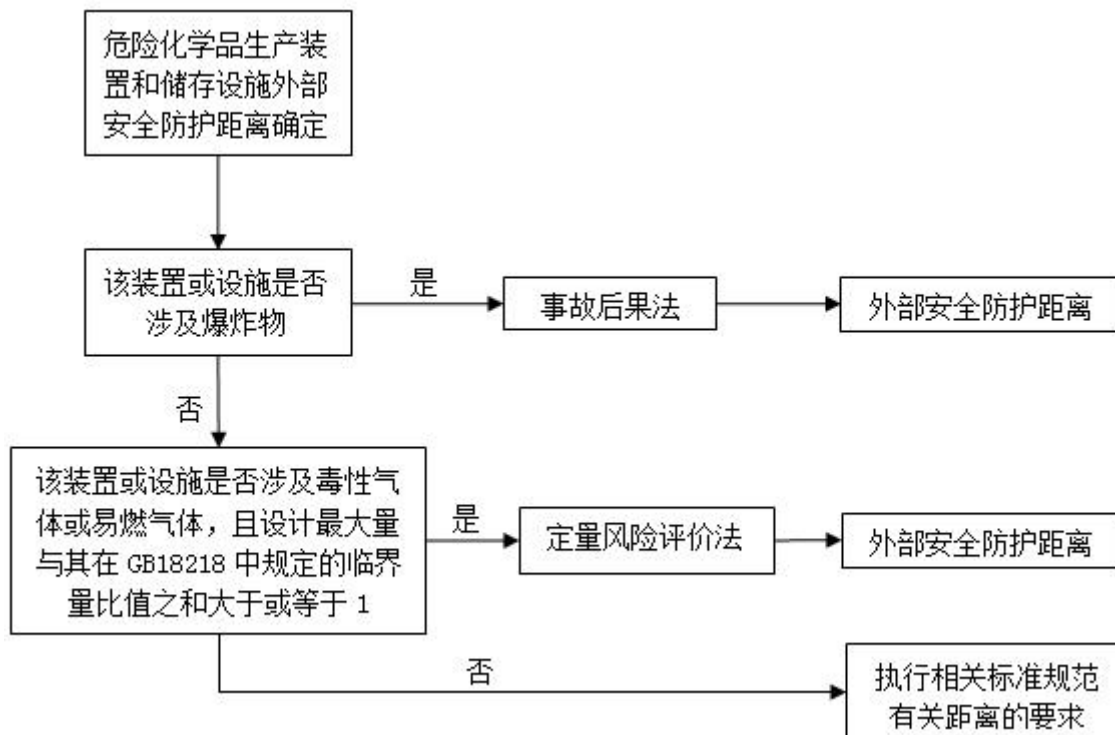 危险化学品生产装
置和储存设施外部
安全防护距离确定
该装置或设施是否
涉及爆炸物
是
事故后果法
外部安全防护距离
否
该装置或设施是否涉及毒性气
体或易燃气体，且设计最大量
与其在 GB18218 中规定的临界
量比值之和大于或等于 1
是
定量风险评价法
外部安全防护距离
否
执行相关标准规范
有关距离的要求